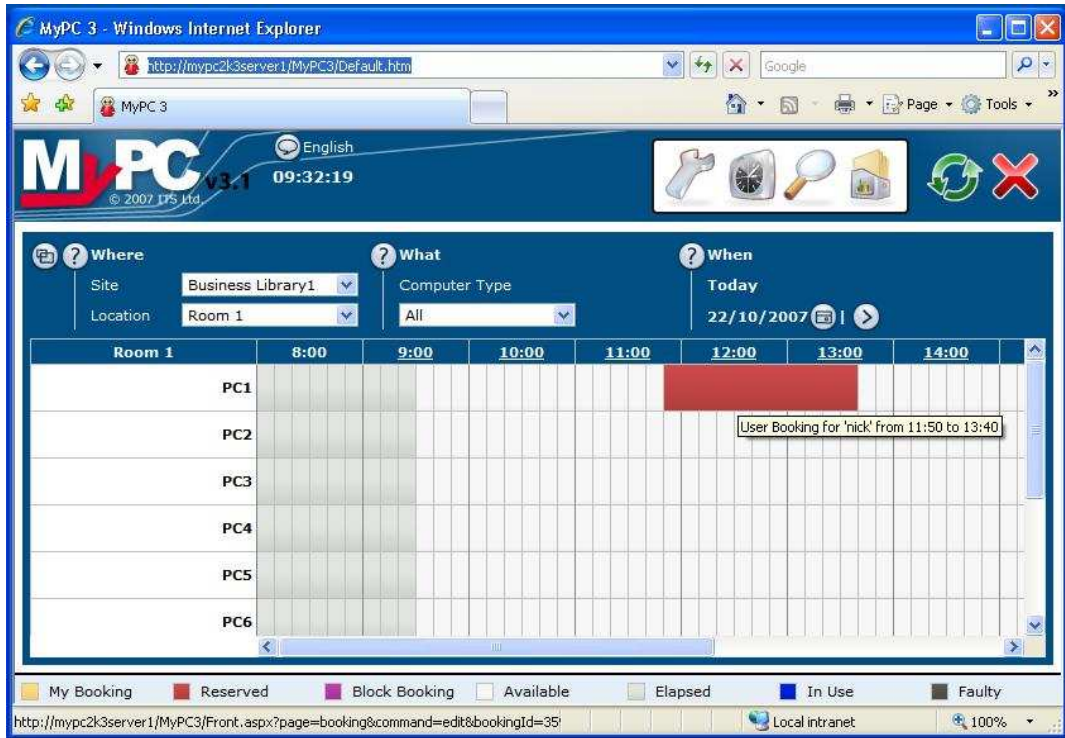 MyPC 3 - Windows Internet Explorer
http://mypc2k3server1/MyPC3/Default.htm
Google
MyPC 3
Page
Tools
MyPC v3.1
© 2007 ITS Ltd.
English
09:32:19
Where
What
When
Site
Business Library1
Computer Type
Today
Location
Room 1
All
22/10/2007
Room 1 8:00 9:00 10:00 11:00 12:00 13:00 14:00
PC1
User Booking for 'nick' from 11:50 to 13:40
PC2
PC3
PC4
PC5
PC6
My Booking Reserved Block Booking Available Elapsed In Use Faulty
http://mypc2k3server1/MyPC3/Front.aspx?page=booking&command=edit&bookingId=35
Local intranet
100%